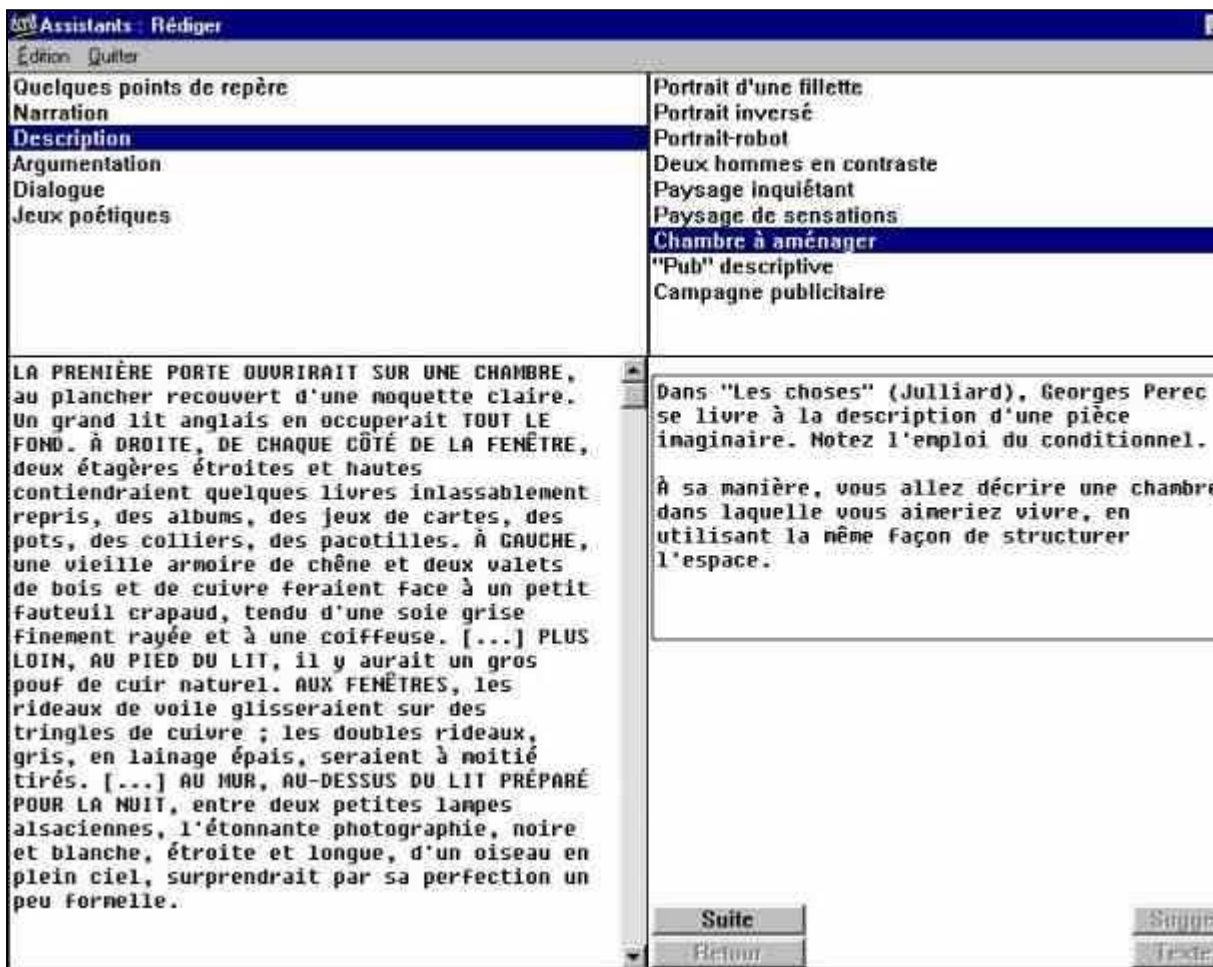 Assistants : Rédiger
Édition Quitter
Quelques points de repère
Narration
Description
Argumentation
Dialogue
Jeux poétiques
Portrait d'une fillette
Portrait inversé
Portrait-robot
Deux hommes en contraste
Paysage inquiétant
Paysage de sensations
Chambre à aménager
"Pub" descriptive
Campagne publicitaire
LA PREMIÈRE PORTE OUVRIRAIT SUR UNE CHAMBRE,
au plancher recouvert d'une moquette claire.
Un grand lit anglais en occuperait TOUT LE
FOND. À DROITE, DE CHAQUE CÔTÉ DE LA FENÊTRE,
deux étagères étroites et hautes
contiendraient quelques livres inlassablement
repris, des albums, des jeux de cartes, des
pots, des colliers, des pacotilles. À GAUCHE,
une vieille armoire de chêne et deux valets
de bois et de cuivre feraient face à un petit
fauteuil crapaud, tendu d'une soie grise
finement rayée et à une coiffeuse. [...] PLUS
LOIN, AU PIED DU LIT, il y aurait un gros
pouf de cuir naturel. AUX FENÊTRES, les
rideaux de voile glisseraient sur des
tringles de cuivre ; les doubles rideaux,
gris, en lainage épais, seraient à moitié
tirés. [...] AU MUR, AU-DESSUS DU LIT PRÉPARÉ
POUR LA NUIT, entre deux petites lampes
alsaciennes, l'étonnante photographie, noire
et blanche, étroite et longue, d'un oiseau en
plein ciel, surprendrait par sa perfection un
peu formelle.
Dans "Les choses" (Julliard), Georges Perec
se livre à la description d'une pièce
imaginaire. Notez l'emploi du conditionnel.
À sa manière, vous allez décrire une chambre
dans laquelle vous aimeriez vivre, en
utilisant la même façon de structurer
l'espace.
Suite
Retour
Texte